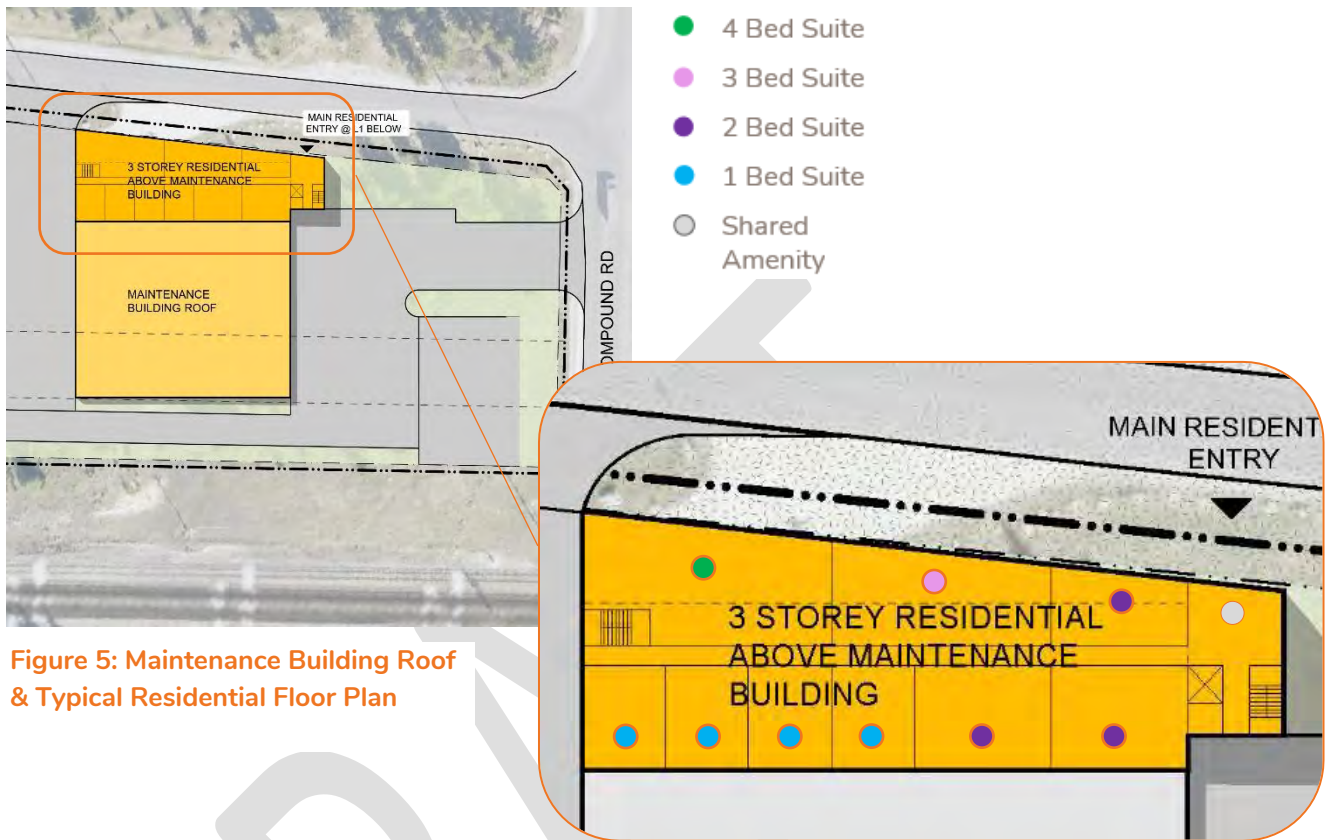 4 Bed Suite
3 Bed Suite
2 Bed Suite
1 Bed Suite
Shared
Amenity
MAIN RESIDENTIAL
ENTRY @ L1 BELOW
3 STOREY RESIDENTIAL
ABOVE MAINTENANCE
BUILDING
MAINTENANCE
BUILDING ROOF
OMPOUND RD
MAIN RESIDENT
ENTRY
3 STOREY RESIDENTIAL
ABOVE MAINTENANCE
BUILDING
Figure 5: Maintenance Building Roof
& Typical Residential Floor Plan